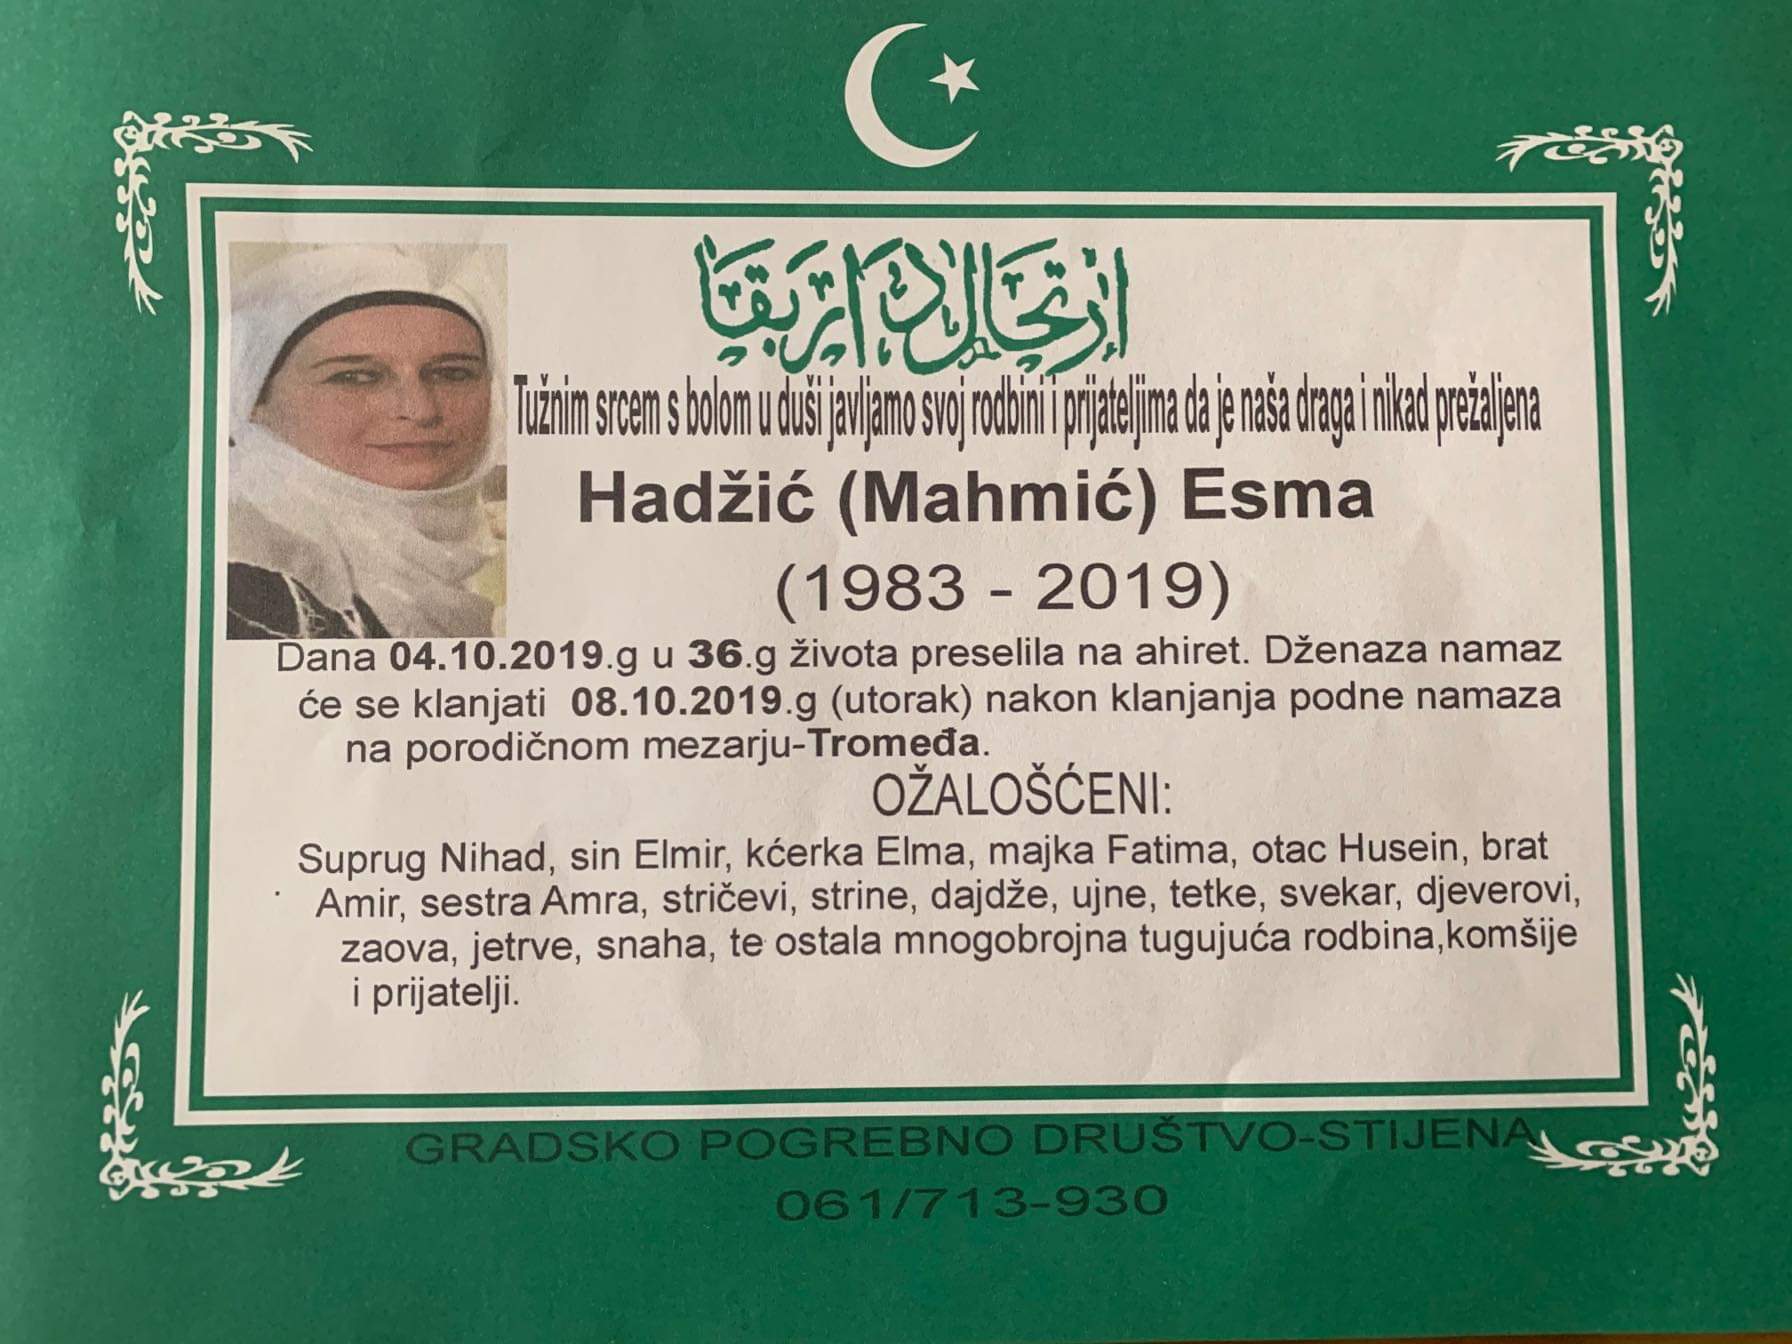 ارتحال دار بقا
Tužnim srcem s bolom u duši javljamo svoj rodbini i prijateljima da je naša draga i nikad prežaljena
Hadžić (Mahmić) Esma
(1983 - 2019)
Dana 04.10.2019.g u 36.g života preselila na ahiret. Dženaza namaz
će se klanjati 08.10.2019.g (utorak) nakon klanjanja podne namaza
na porodičnom mezarju-Tromeđa.
OŽALOŠĆENI:
Suprug Nihad, sin Elmir, kćerka Elma, majka Fatima, otac Husein, brat
Amir, sestra Amra, stričevi, strine, dajdže, ujne, tetke, svekar, djeverovi,
zaova, jetrve, snaha, te ostala mnogobrojna tugujuća rodbina,komšije
i prijatelji.
GRADSKO POGREBNO DRUŠTVO-STIJENA
061/713-930